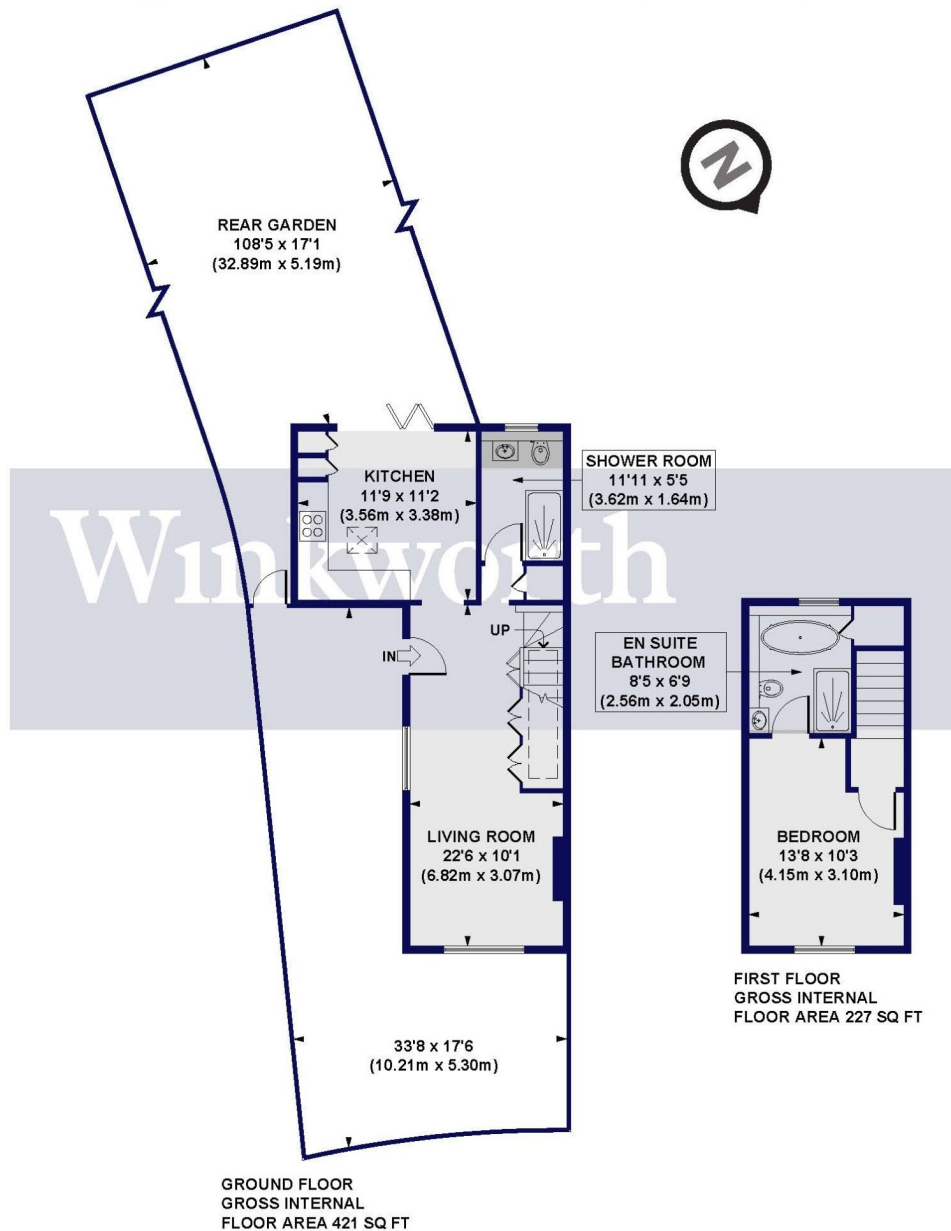 REAR GARDEN
108'5 x 17'1
(32.89m x 5.19m)
N
KITCHEN
11'9 x 11'2
(3.56m x 3.38m)
SHOWER ROOM
11'11 x 5'5
(3.62m x 1.64m)
Winkworth
UP
IN
EN SUITE
BATHROOM
8'5 x 6'9
(2.56m x 2.05m)
LIVING ROOM
22'6 x 10'1
(6.82m x 3.07m)
BEDROOM
13'8 x 10'3
(4.15m x 3.10m)
FIRST FLOOR
GROSS INTERNAL
FLOOR AREA 227 SQ FT
33'8 x 17'6
(10.21m x 5.30m)
GROUND FLOOR
GROSS INTERNAL
FLOOR AREA 421 SQ FT